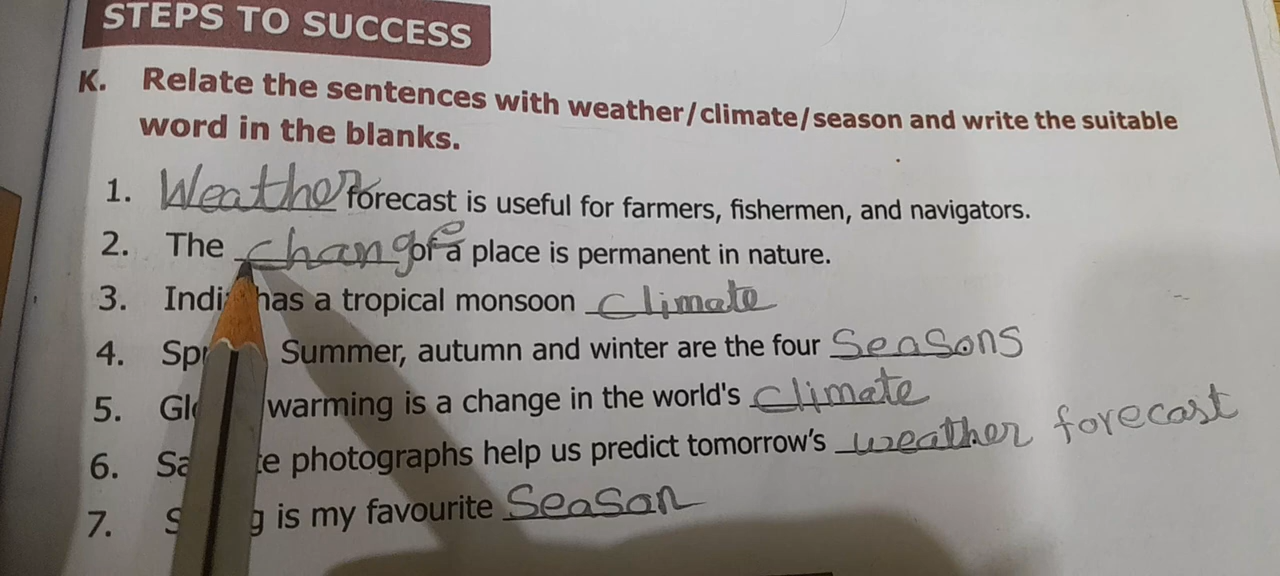 STEPS TO SUCCESS
K. Relate the sentences with weather/climate/season and write the suitable
word in the blanks.
1. Weather forecast is useful for farmers, fishermen, and navigators.
2. The change of a place is permanent in nature.
3. has a tropical monsoon climate
4. Summer, autumn and winter are the four Seasons
5. warming is a change in the world's climate
6. photographs help us predict tomorrow's weather forecast
7. is my favourite Season